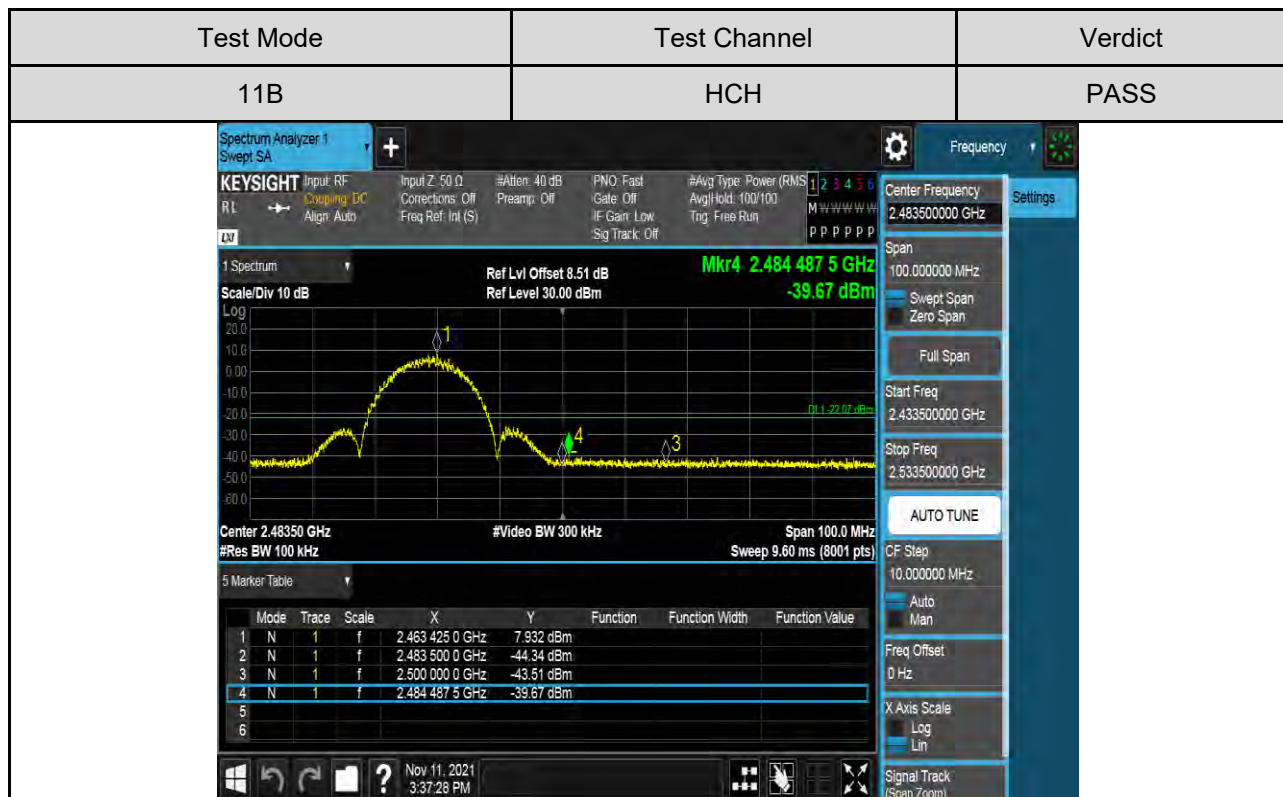 Test Mode Test Channel Verdict
11B HCH PASS
Spectrum Analyzer 1
Swept SA
+
Frequency
KEYSIGHT Input: RF Input Z: 50 Ω #Atten: 40 dB PNO: Fast #Avg Type: Power (RMS 1 2 3 4 5 6
RL Coupling: DC Corrections: Off Preamp: Off Gate: Off Avg|Hold: 100/100 M W W W W W
Align: Auto Freq Ref: Int (S) IF Gain: Low Trig: Free Run
LXI Sig Track: Off P P P P P P
1 Spectrum
Ref Lvl Offset 8.51 dB Mkr4 2.484 487 5 GHz
Scale/Div 10 dB Ref Level 30.00 dBm -39.67 dBm
Log
20.0
10.0
0.00
-10.0
-20.0
-30.0
-40.0
-50.0
-60.0
1
4
3
DL1 -22.07 dBm
Center 2.48350 GHz #Video BW 300 kHz Span 100.0 MHz
#Res BW 100 kHz Sweep 9.60 ms (8001 pts)
5 Marker Table
Mode Trace Scale X Y Function Function Width Function Value
1 N 1 f 2.463 425 0 GHz 7.932 dBm
2 N 1 f 2.483 500 0 GHz -44.34 dBm
3 N 1 f 2.500 000 0 GHz -43.51 dBm
4 N 1 f 2.484 487 5 GHz -39.67 dBm
5
6
?
Nov 11, 2021
3:37:28 PM
Center Frequency
2.483500000 GHz
Settings
Span
100.000000 MHz
Swept Span
Zero Span
Full Span
Start Freq
2.433500000 GHz
Stop Freq
2.533500000 GHz
AUTO TUNE
CF Step
10.000000 MHz
Auto
Man
Freq Offset
0 Hz
X Axis Scale
Log
Lin
Signal Track
(Span Zoom)